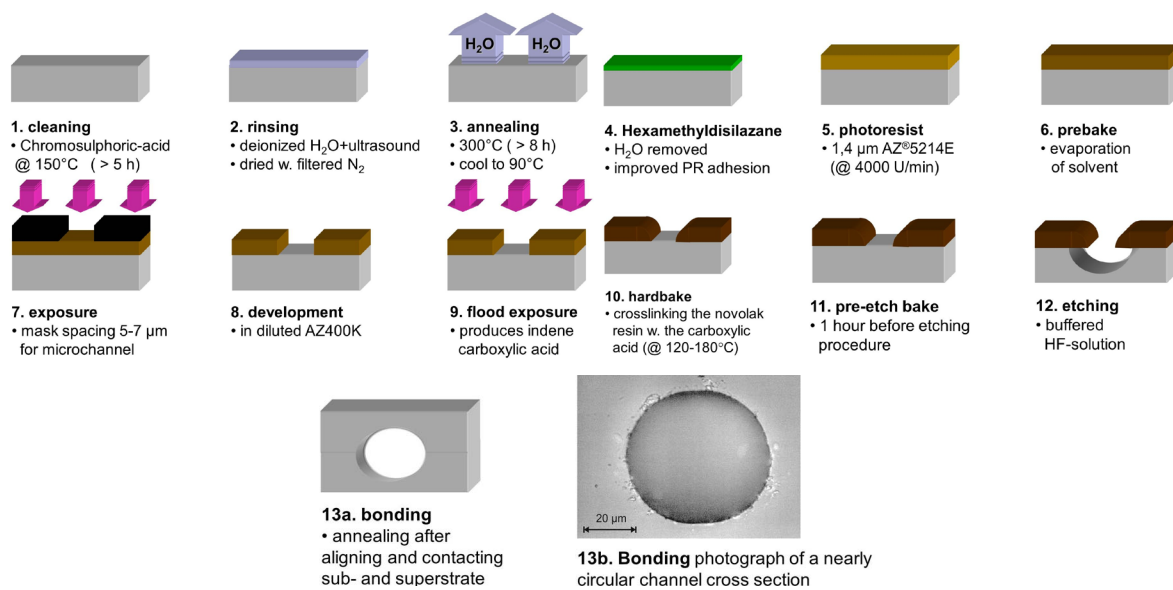 H₂O
H₂O
1. cleaning
• Chromosulphoric-acid
@ 150°C ( > 5 h)
2. rinsing
• deionized H₂O+ultrasound
• dried w. filtered N₂
3. annealing
• 300°C ( > 8 h)
• cool to 90°C
4. Hexamethyldisilazane
• H₂O removed
• improved PR adhesion
5. photoresist
• 1,4 µm AZ®5214E
(@ 4000 U/min)
6. prebake
• evaporation
of solvent
7. exposure
• mask spacing 5-7 µm
for microchannel
8. development
• in diluted AZ400K
9. flood exposure
• produces indene
carboxylic acid
10. hardbake
• crosslinking the novolak
resin w. the carboxylic
acid (@ 120-180°C)
11. pre-etch bake
• 1 hour before etching
procedure
12. etching
• buffered
HF-solution
13a. bonding
• annealing after
aligning and contacting
sub- and superstrate
20 µm
13b. Bonding photograph of a nearly
circular channel cross section